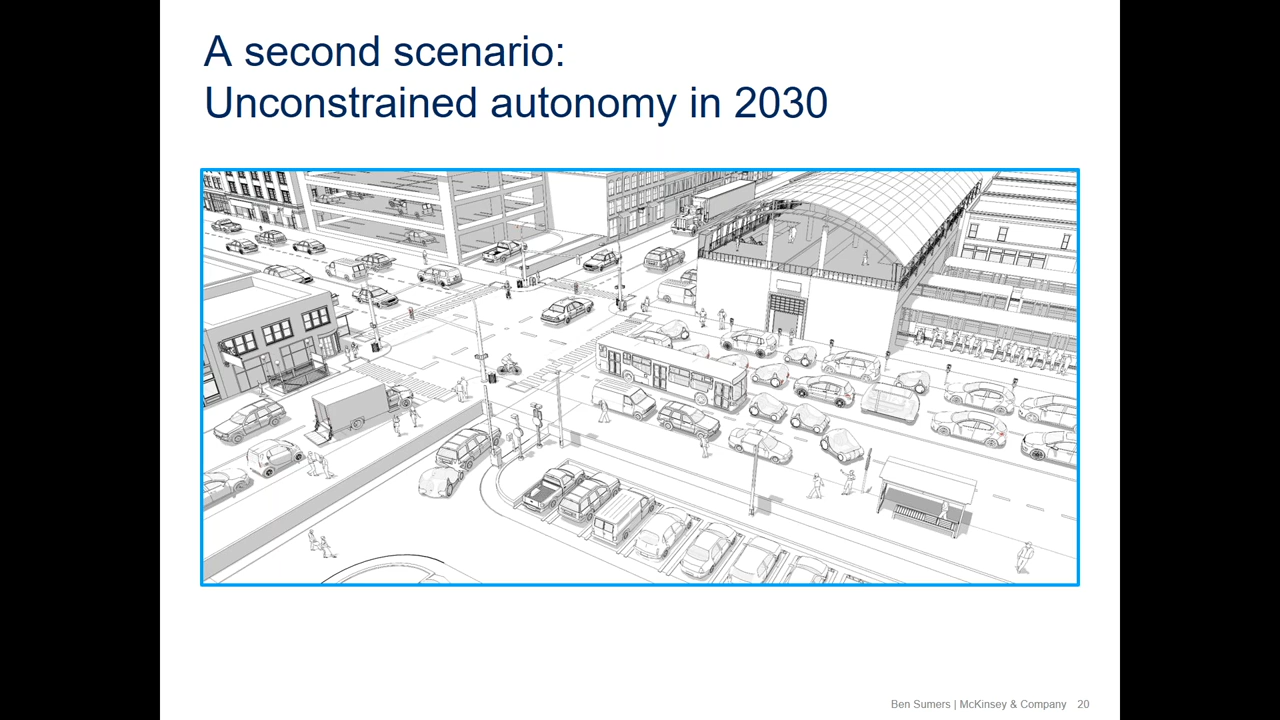 A second scenario:
Unconstrained autonomy in 2030
Ben Sumers | McKinsey & Company 20